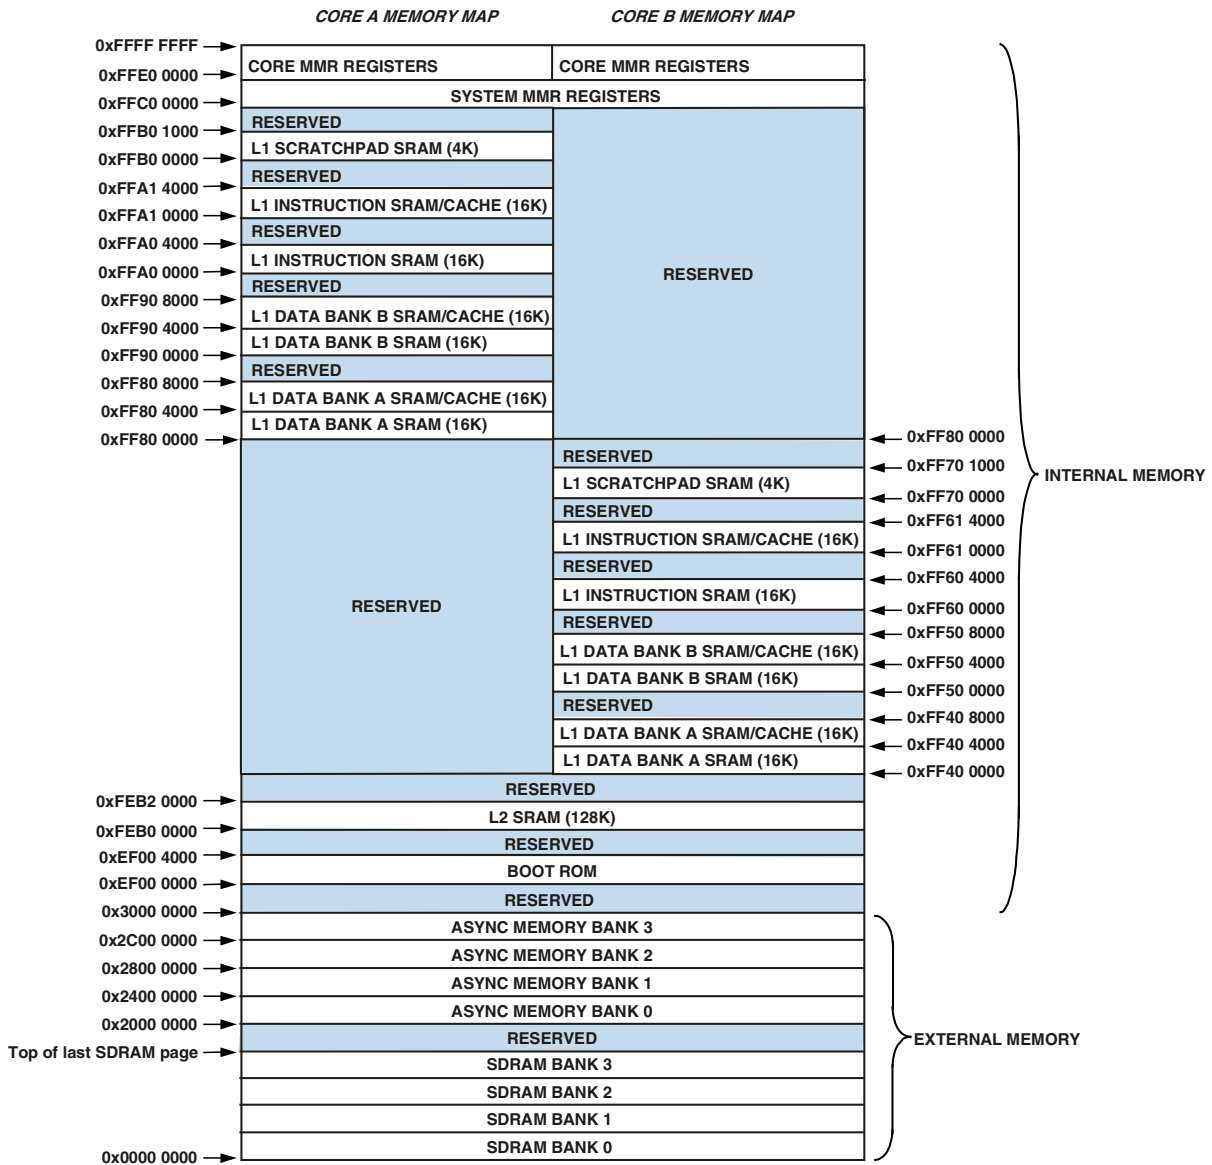 CORE A MEMORY MAP
CORE B MEMORY MAP
0xFFFF FFFF
CORE MMR REGISTERS
CORE MMR REGISTERS
0xFFE0 0000
SYSTEM MMR REGISTERS
0xFFC0 0000
RESERVED
0xFFB0 1000
L1 SCRATCHPAD SRAM (4K)
0xFFB0 0000
RESERVED
0xFFA1 4000
L1 INSTRUCTION SRAM/CACHE (16K)
0xFFA1 0000
RESERVED
0xFFA0 4000
L1 INSTRUCTION SRAM (16K)
0xFFA0 0000
RESERVED
RESERVED
0xFF90 8000
L1 DATA BANK B SRAM/CACHE (16K)
0xFF90 4000
L1 DATA BANK B SRAM (16K)
0xFF90 0000
RESERVED
0xFF80 8000
L1 DATA BANK A SRAM/CACHE (16K)
0xFF80 4000
L1 DATA BANK A SRAM (16K)
0xFF80 0000
0xFF80 0000
RESERVED
0xFF70 1000
INTERNAL MEMORY
L1 SCRATCHPAD SRAM (4K)
0xFF70 0000
RESERVED
0xFF61 4000
L1 INSTRUCTION SRAM/CACHE (16K)
0xFF61 0000
RESERVED
0xFF60 4000
L1 INSTRUCTION SRAM (16K)
RESERVED
0xFF60 0000
RESERVED
0xFF50 8000
L1 DATA BANK B SRAM/CACHE (16K)
0xFF50 4000
L1 DATA BANK B SRAM (16K)
0xFF50 0000
RESERVED
0xFF40 8000
L1 DATA BANK A SRAM/CACHE (16K)
0xFF40 4000
L1 DATA BANK A SRAM (16K)
0xFF40 0000
RESERVED
0xFEB2 0000
L2 SRAM (128K)
0xFEB0 0000
RESERVED
0xEF00 4000
BOOT ROM
0xEF00 0000
RESERVED
0x3000 0000
ASYNC MEMORY BANK 3
0x2C00 0000
ASYNC MEMORY BANK 2
0x2800 0000
ASYNC MEMORY BANK 1
0x2400 0000
ASYNC MEMORY BANK 0
0x2000 0000
RESERVED
EXTERNAL MEMORY
Top of last SDRAM page
SDRAM BANK 3
SDRAM BANK 2
SDRAM BANK 1
SDRAM BANK 0
0x0000 0000